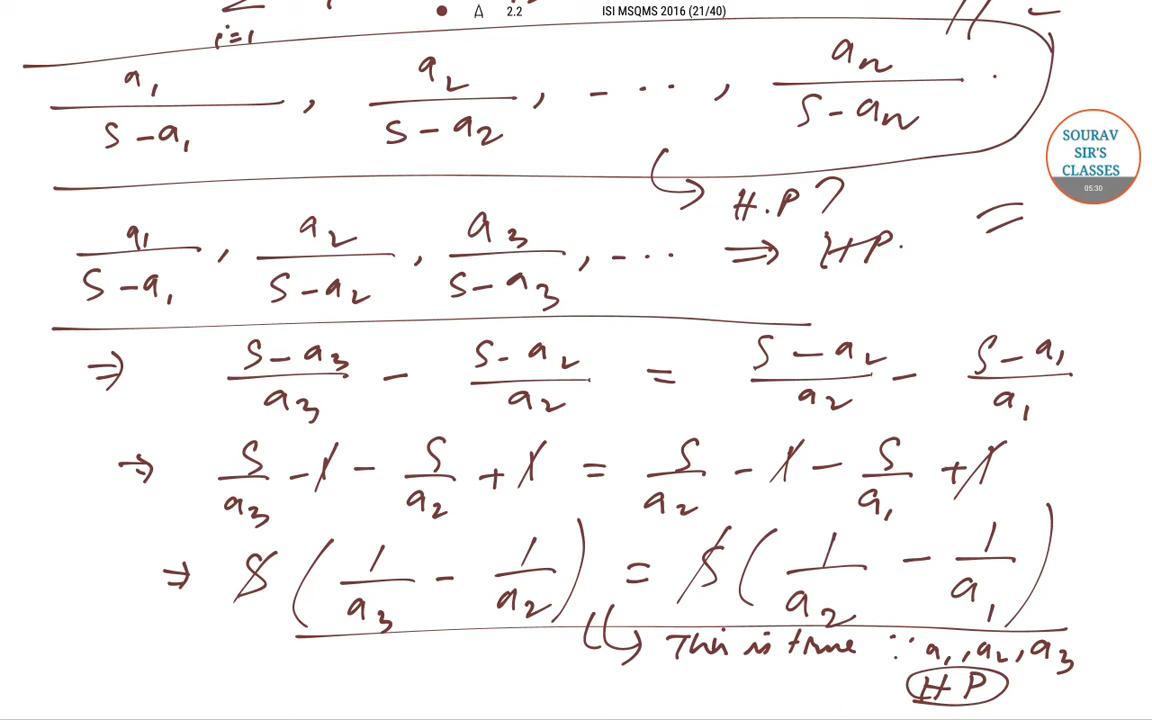 A 2.2 ISI MSQMS 2016 (21/40)
i=1
a₁/(S-a₁), a₂/(S-a₂), -..., aₙ/(S-aₙ).
SOURAV
SIR'S
CLASSES
05:30
↳ H.P?
a₁/(S-a₁), a₂/(S-a₂), a₃/(S-a₃), -... ⇒ HP. =
⇒ (S-a₃)/a₃ - (S-a₂)/a₂ = (S-a₂)/a₂ - (S-a₁)/a₁
⇒ S/a₃ - 1 - S/a₂ + 1 = S/a₂ - 1 - S/a₁ + 1
⇒ S(1/a₃ - 1/a₂) = S(1/a₂ - 1/a₁)
↳ This is true ∵ a₁, a₂, a₃
HP